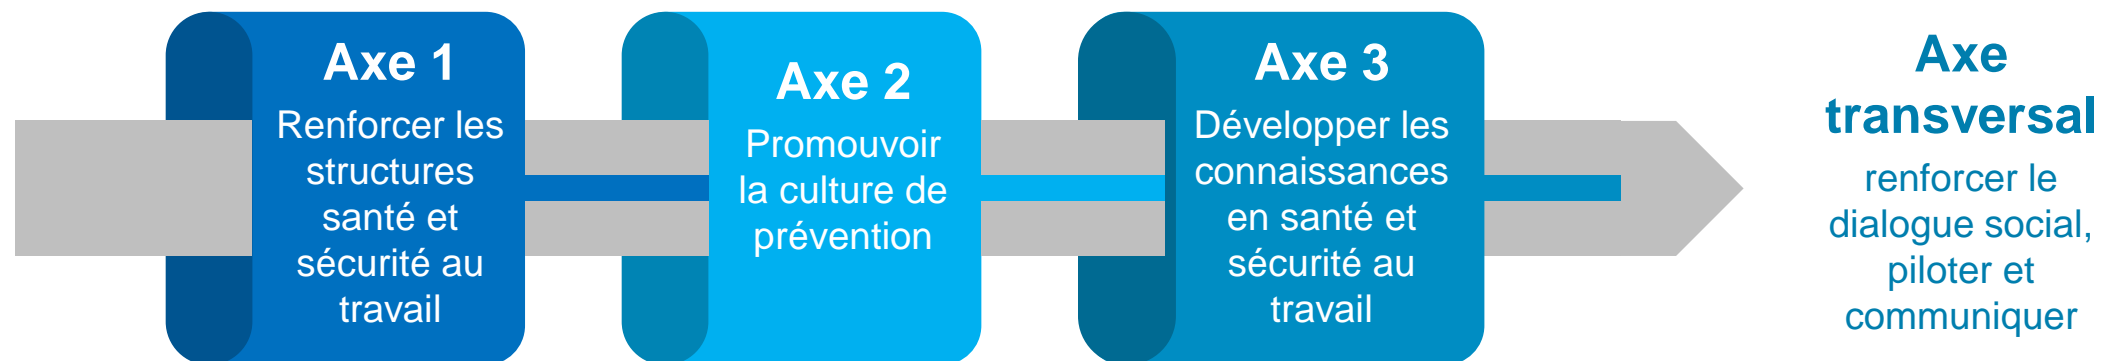 Axe 1
Renforcer les
structures
santé et
sécurité au
travail
Axe 2
Promouvoir
la culture de
prévention
Axe 3
Développer les
connaissances
en santé et
sécurité au
travail
Axe
transversal
renforcer le
dialogue social,
piloter et
communiquer